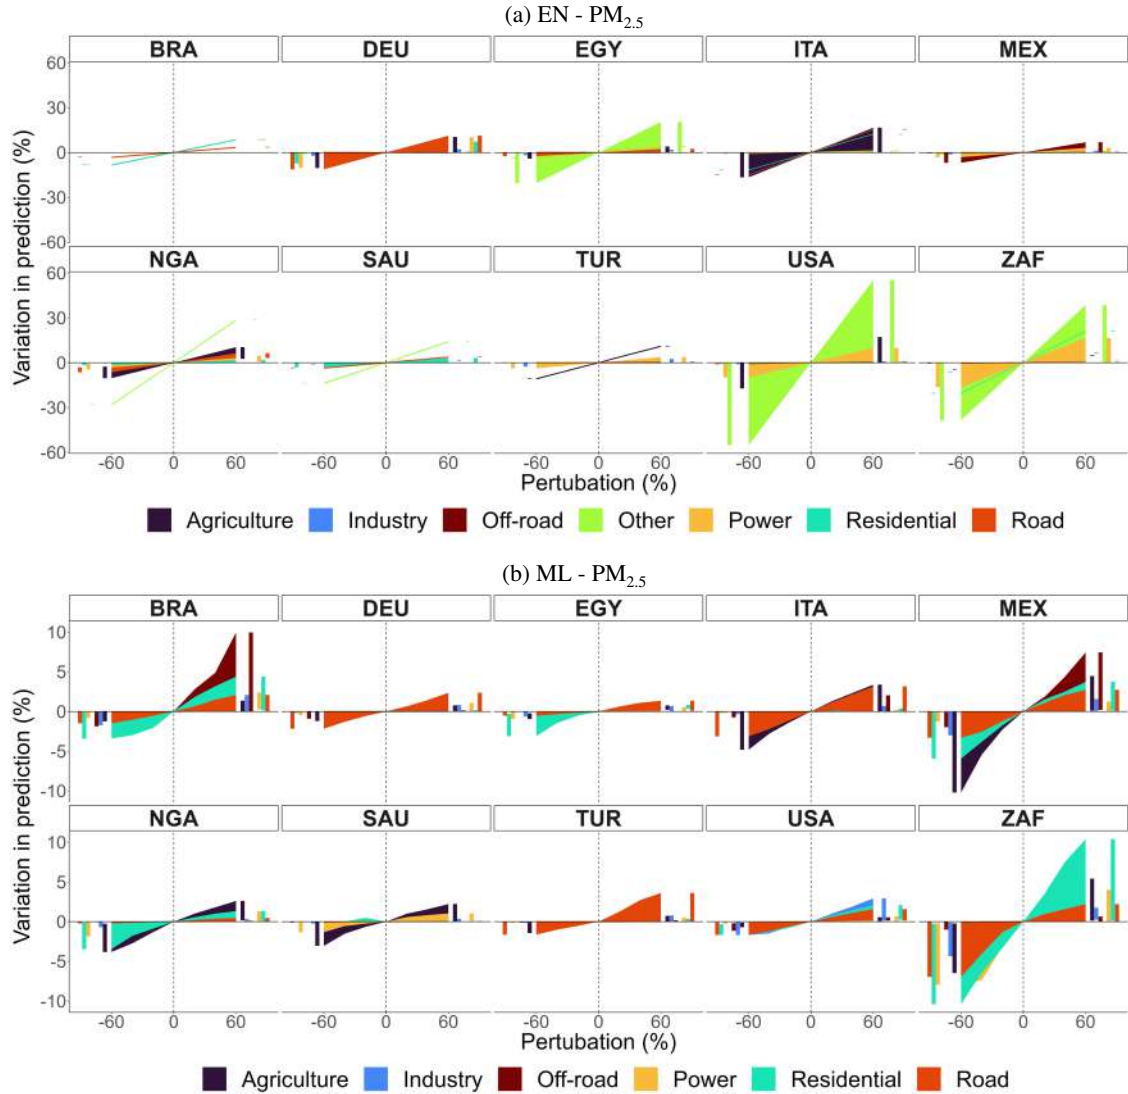 (a) EN - PM2.5
BRA DEU EGY ITA MEX
60
30
0
-30
-60
NGA SAU TUR USA ZAF
60
30
0
-30
-60
Variation in prediction (%)
-60 0 60 -60 0 60 -60 0 60 -60 0 60 -60 0 60
Pertubation (%)
Agriculture Industry Off-road Other Power Residential Road
(b) ML - PM2.5
BRA DEU EGY ITA MEX
10
5
0
-5
-10
NGA SAU TUR USA ZAF
10
5
0
-5
-10
Variation in prediction (%)
-60 0 60 -60 0 60 -60 0 60 -60 0 60 -60 0 60
Pertubation (%)
Agriculture Industry Off-road Power Residential Road